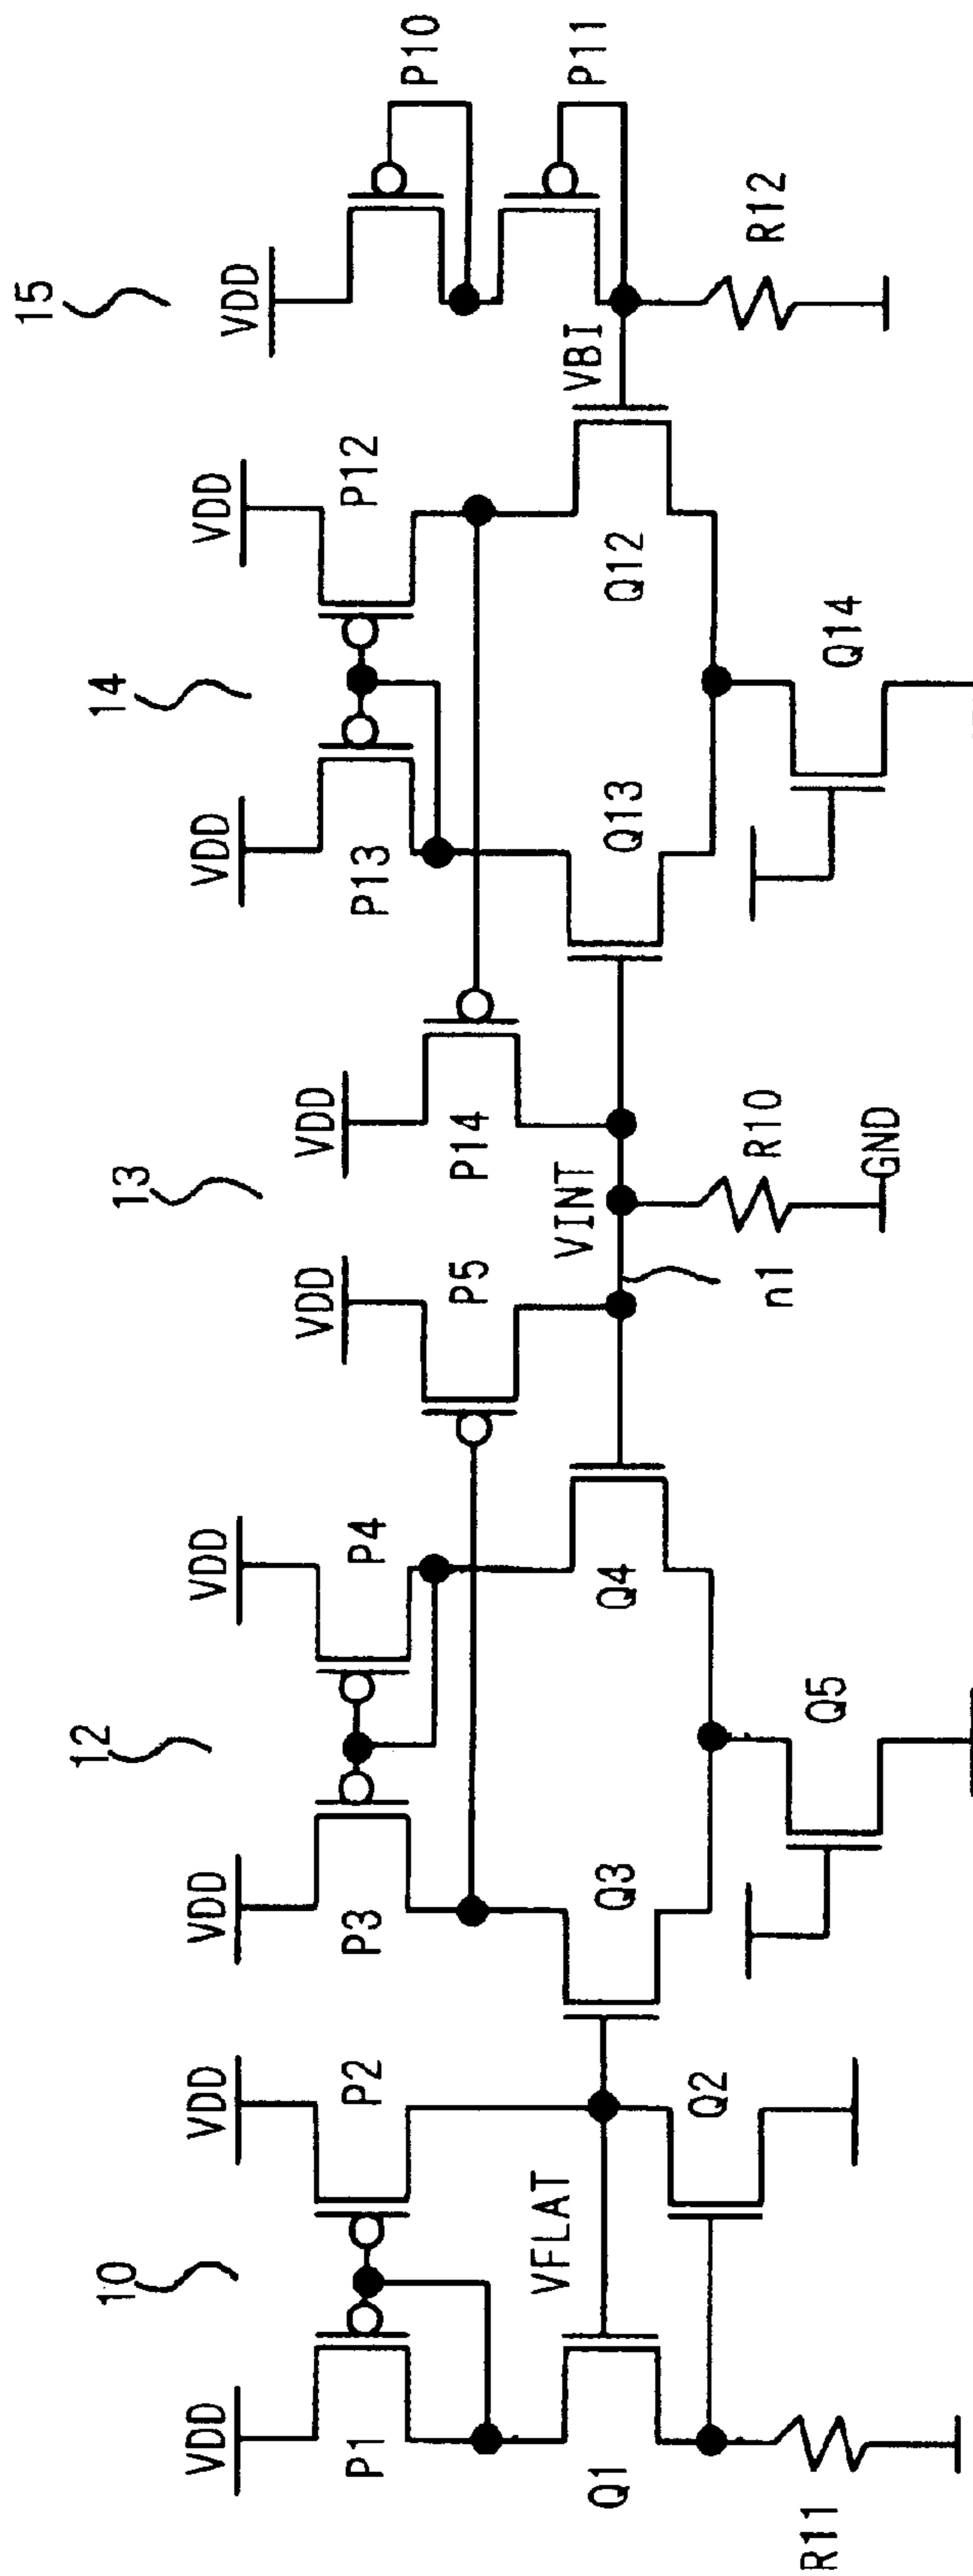 10
12
13
14
15
VDD
VDD
VDD
VDD
VDD
VDD
VDD
VDD
VDD
P1
P2
P3
P4
P5
P14
P13
P12
P10
P11
VFLAT
VINT
VBI
Q1
Q2
Q3
Q4
Q13
Q12
R11
Q5
n1
R10
GND
Q14
R12